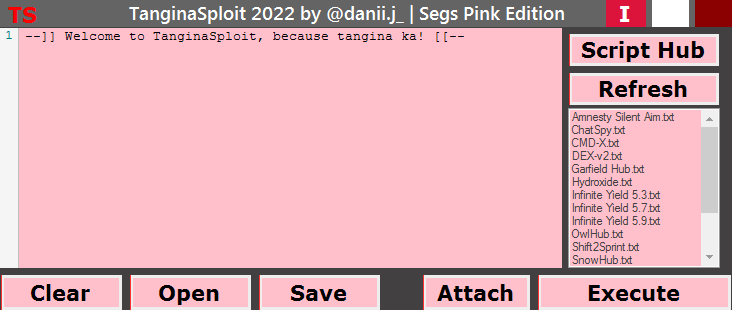 TS
TanginaSploit 2022 by @danii.j_ | Segs Pink Edition
I
1 --]] Welcome to TanginaSploit, because tangina ka! [[--
Script Hub
Refresh
Amnesty Silent Aim.txt
ChatSpy.txt
CMD-X.txt
DEX-v2.txt
Garfield Hub.txt
Hydroxide.txt
Infinite Yield 5.3.txt
Infinite Yield 5.7.txt
Infinite Yield 5.9.txt
OwlHub.txt
Shift2Sprint.txt
SnowHub.txt
Clear
Open
Save
Attach
Execute